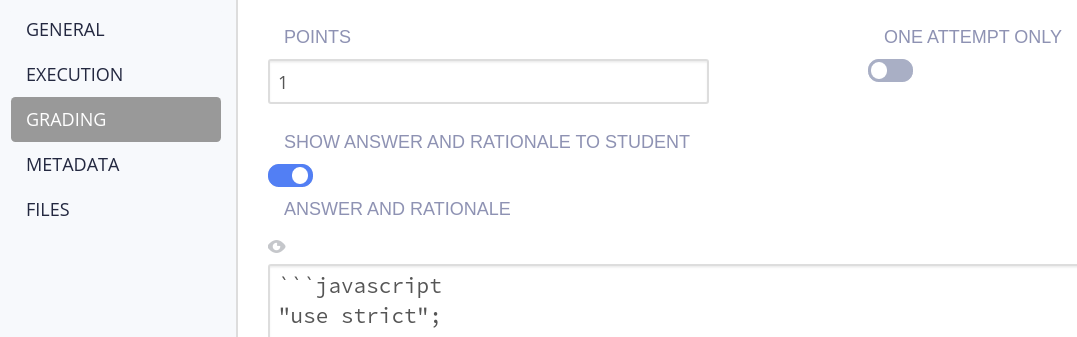 GENERAL
EXECUTION
GRADING
METADATA
FILES
POINTS
ONE ATTEMPT ONLY
1
SHOW ANSWER AND RATIONALE TO STUDENT
ANSWER AND RATIONALE
```javascript
"use strict";